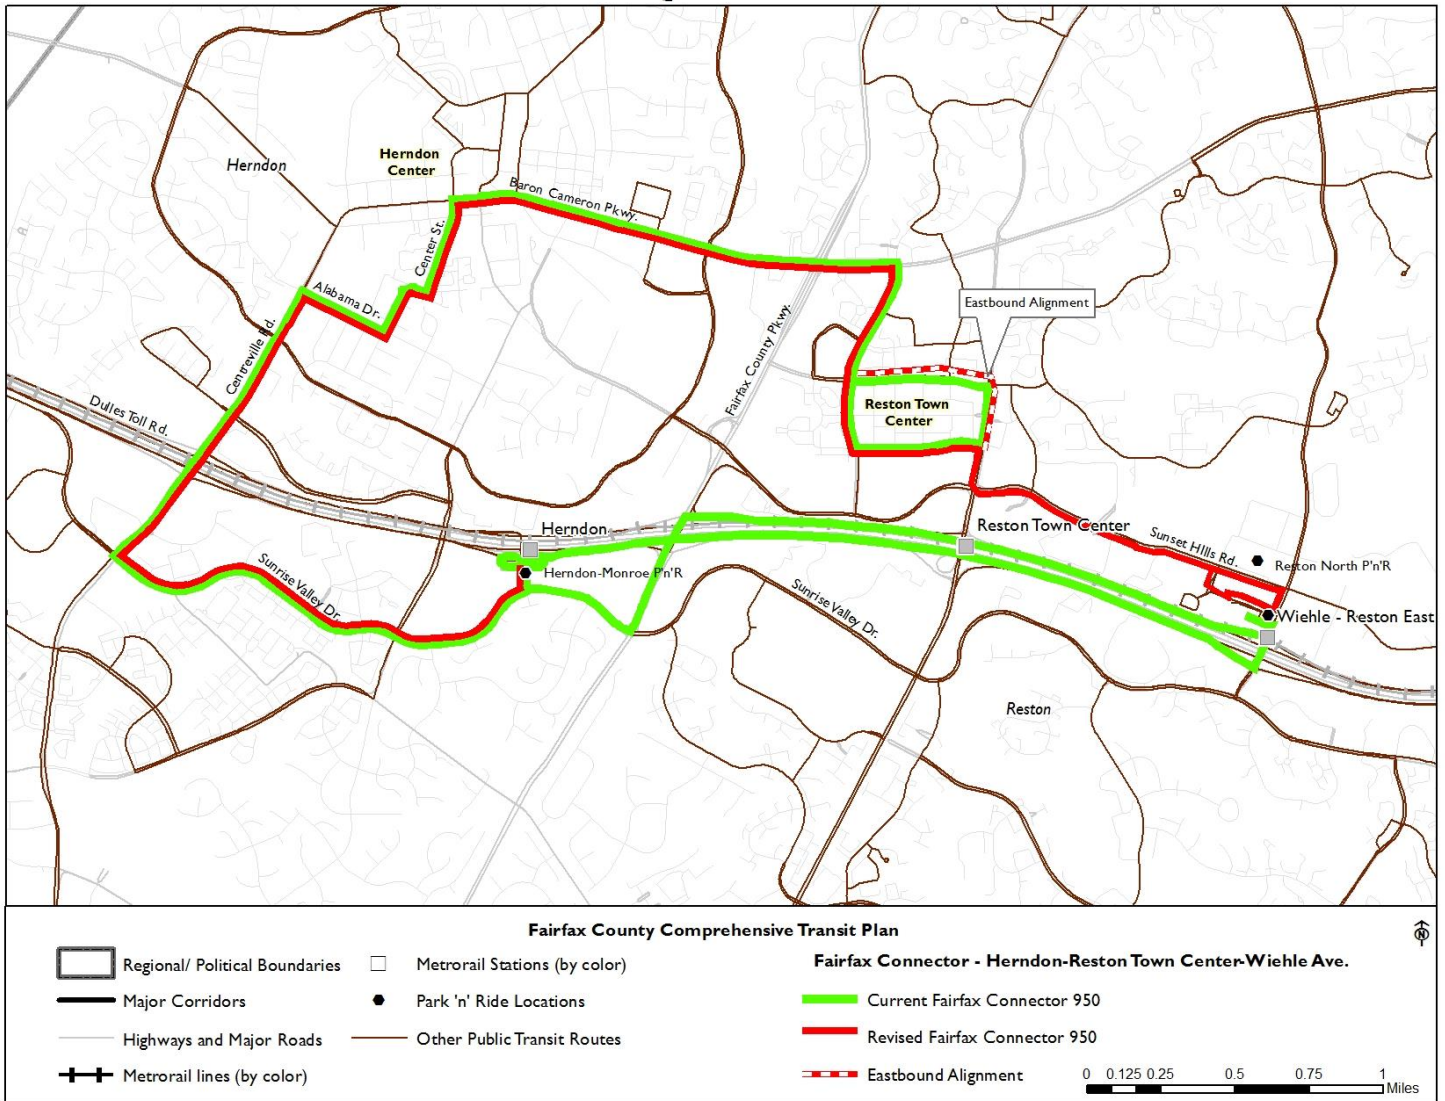 Herndon
Herndon
Center
Baron Cameron Pkwy.
Center St.
Alabama Dr.
Eastbound Alignment
Centreville Rd.
Fairfax County Pkwy.
Dulles Toll Rd.
Reston Town
Center
Herndon
Reston Town Center
Sunset HIlls Rd.
Reston North P'n'R
Herndon-Monroe P'n'R
Sunrise Valley Dr.
Sunrise Valley Dr.
Wiehle - Reston East
Reston
Fairfax County Comprehensive Transit Plan
N
Regional/ Political Boundaries
Major Corridors
Highways and Major Roads
Metrorail lines (by color)
Metrorail Stations (by color)
Park 'n' Ride Locations
Other Public Transit Routes
Fairfax Connector - Herndon-Reston Town Center-Wiehle Ave.
Current Fairfax Connector 950
Revised Fairfax Connector 950
Eastbound Alignment
0 0.125 0.25 0.5 0.75 1
Miles